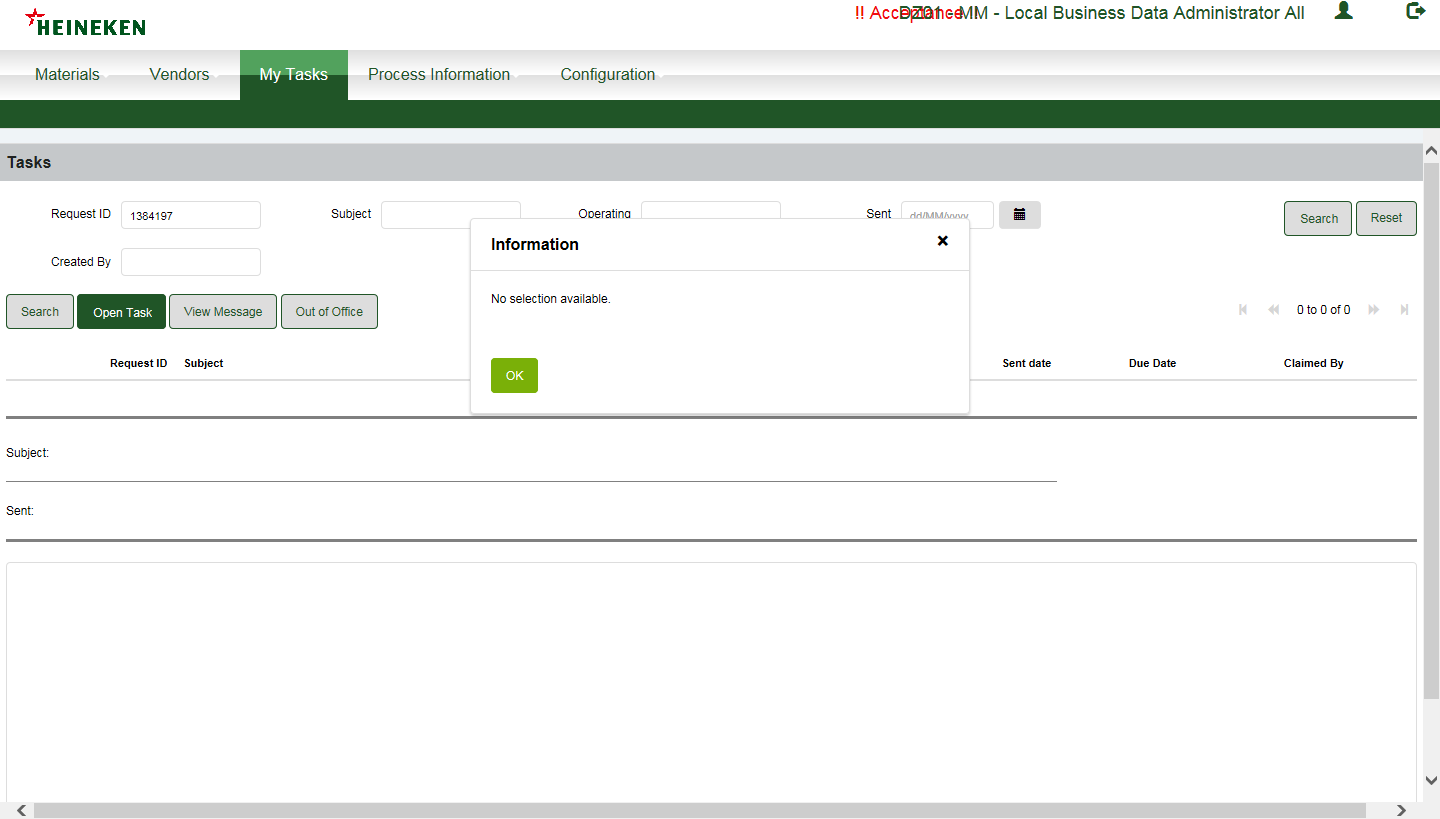 HEINEKEN
!! Acceptance !!
DZ01 - MM - Local Business Data Administrator All
Materials Vendors My Tasks Process Information Configuration
Tasks
Request ID 1384197 Subject Operating Sent dd/MM/yyyy Search Reset
Created By
Information
No selection available.
OK
Search Open Task View Message Out of Office 0 to 0 of 0
Request ID Subject Sent date Due Date Claimed By
Subject:
Sent: